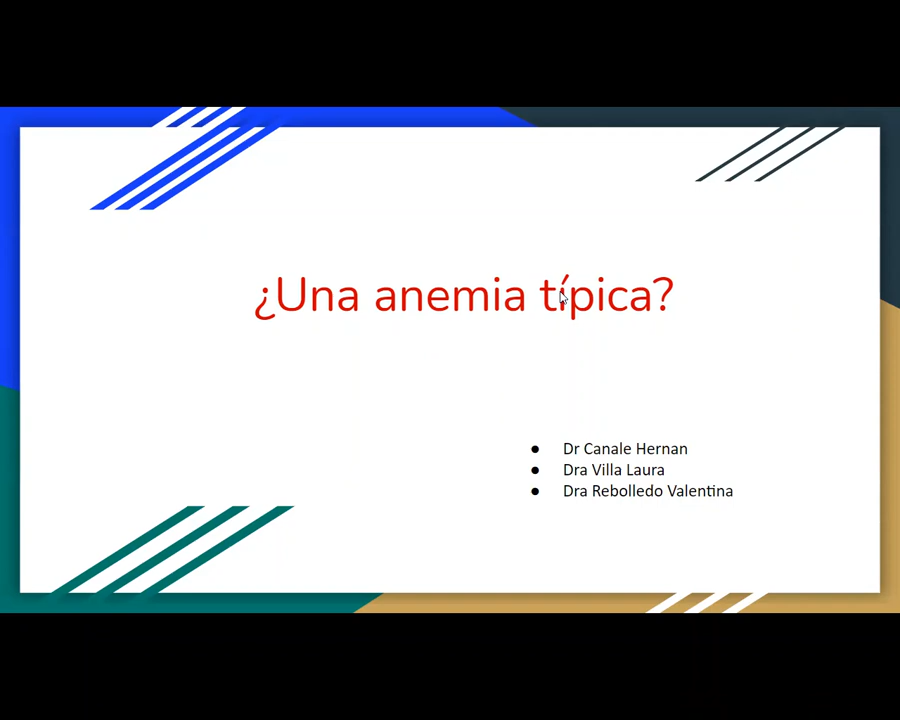 ¿Una anemia típica?
● Dr Canale Hernan
● Dra Villa Laura
● Dra Rebolledo Valentina